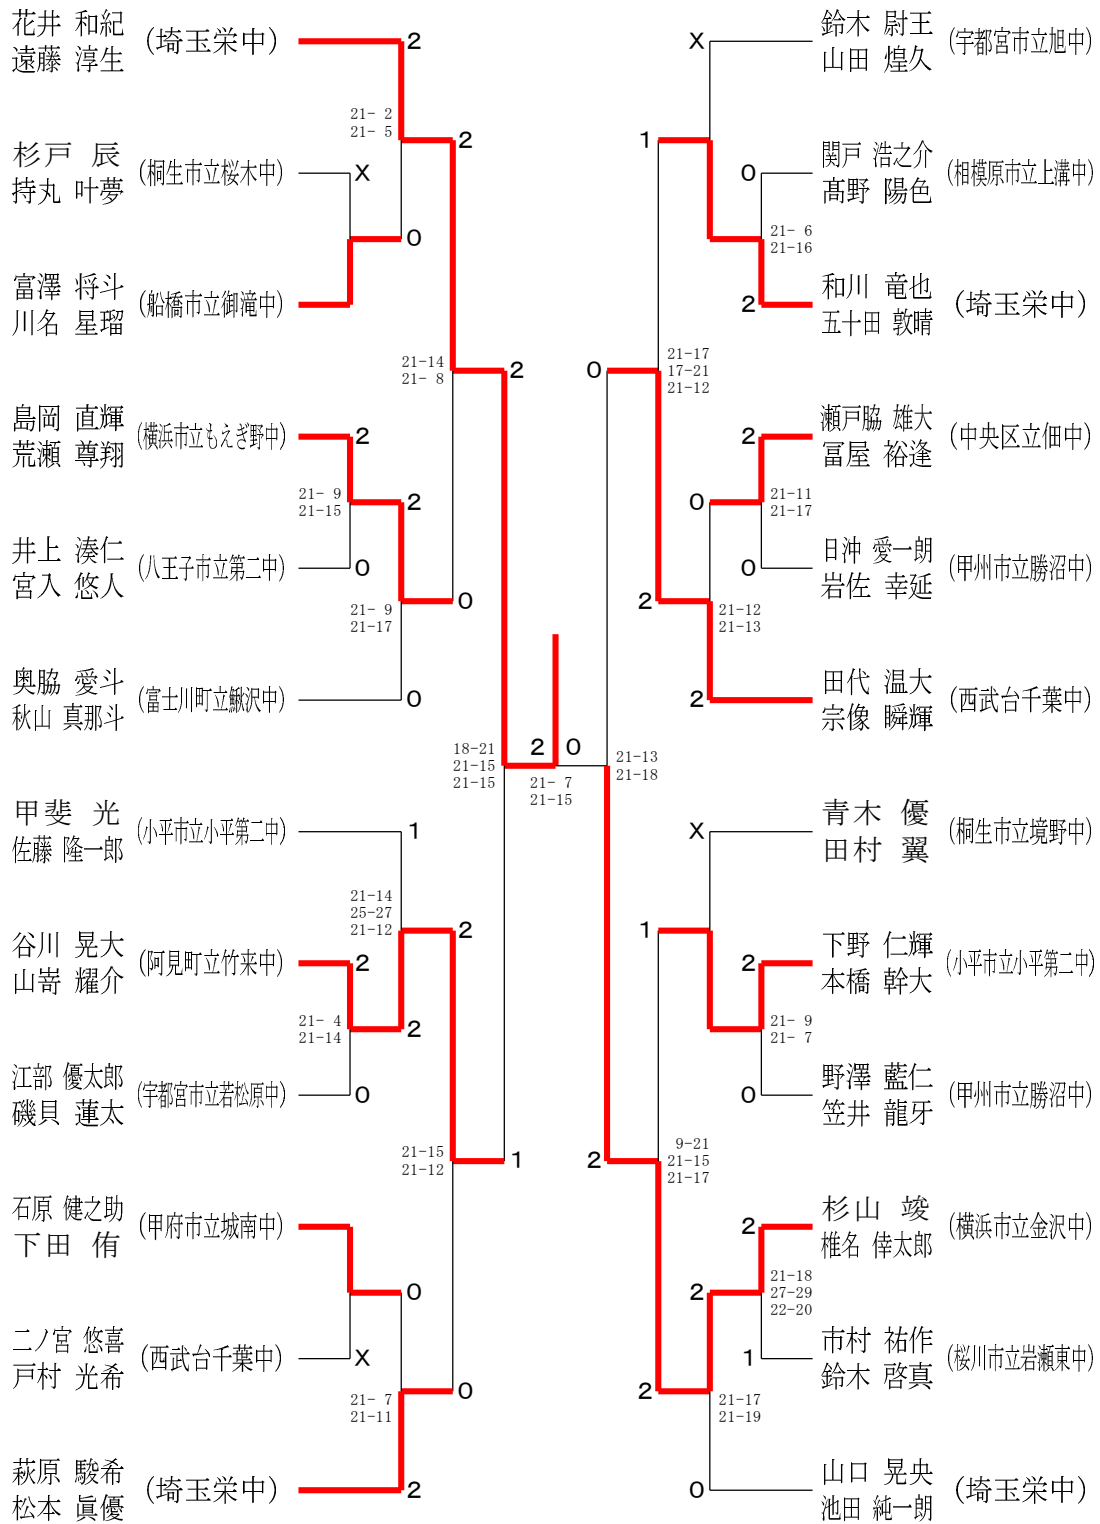 花井 和紀
遠藤 淳生
(埼玉栄中)
2
21- 2
21- 5
2
杉戸 辰
持丸 叶夢
(桐生市立桜木中)
X
0
富澤 将斗
川名 星瑠
(船橋市立御滝中)
21-14
21- 8
2
島岡 直輝
荒瀬 尊翔
(横浜市立もえぎ野中)
2
21- 9
21-15
2
井上 湊仁
宮入 悠人
(八王子市立第二中)
0
21- 9
21-17
0
奥脇 愛斗
秋山 真那斗
(富士川町立鰍沢中)
0
18-21
21-15
21-15
2
0
21- 7
21-15
甲斐 光
佐藤 隆一郎
(小平市立小平第二中)
1
21-14
25-27
21-12
2
谷川 晃大
山嵜 耀介
(阿見町立竹来中)
2
21- 4
21-14
2
江部 優太郎
磯貝 蓮太
(宇都宮市立若松原中)
0
21-15
21-12
1
石原 健之助
下田 侑
(甲府市立城南中)
0
二ノ宮 悠喜
戸村 光希
(西武台千葉中)
X
21- 7
21-11
0
萩原 駿希
松本 眞優
(埼玉栄中)
2
X
鈴木 尉王
山田 煌久
(宇都宮市立旭中)
1
0
関戸 浩之介
髙野 陽色
(相模原市立上溝中)
21- 6
21-16
2
和川 竜也
五十田 敦晴
(埼玉栄中)
0
21-17
17-21
21-12
2
瀬戸脇 雄大
冨屋 裕逢
(中央区立佃中)
0
21-11
21-17
0
日沖 愛一朗
岩佐 幸延
(甲州市立勝沼中)
2
21-12
21-13
2
田代 温大
宗像 瞬輝
(西武台千葉中)
21-13
21-18
X
青木 優
田村 翼
(桐生市立境野中)
1
2
下野 仁輝
本橋 幹大
(小平市立小平第二中)
21- 9
21- 7
0
野澤 藍仁
笠井 龍牙
(甲州市立勝沼中)
2
9-21
21-15
21-17
2
杉山 竣
椎名 倖太郎
(横浜市立金沢中)
2
21-18
27-29
22-20
1
市村 祐作
鈴木 啓真
(桜川市立岩瀬東中)
2
21-17
21-19
0
山口 晃央
池田 純一朗
(埼玉栄中)